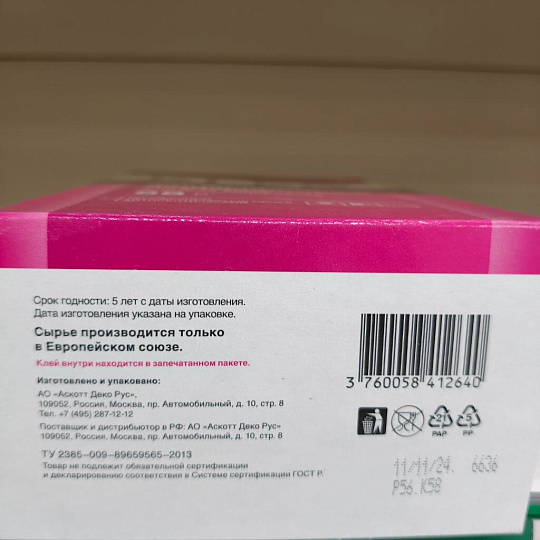 Срок годности: 5 лет с даты изготовления.
Дата изготовления указана на упаковке.
Сырье производится только
в Европейском союзе.
Клей внутри находится в запечатанном пакете.
Изготовлено и упаковано:
АО «Аскотт Деко Рус»,
109052, Россия, Москва, пр. Автомобильный, д. 10, стр. 8
Тел. +7 (495) 287-12-12
Поставщик и дистрибьютор в РФ: АО «Аскотт Деко Рус»
109052, Россия, Москва, пр. Автомобильный, д. 10, стр. 8
ТУ 2385-009-89659565-2013
Товар не подлежит обязательной сертификации
и декларированию соответствия в Системе сертификации ГОСТ Р.
3 760058 412640
21 5
PAP PP
11/11/24. 6636
P56.K58